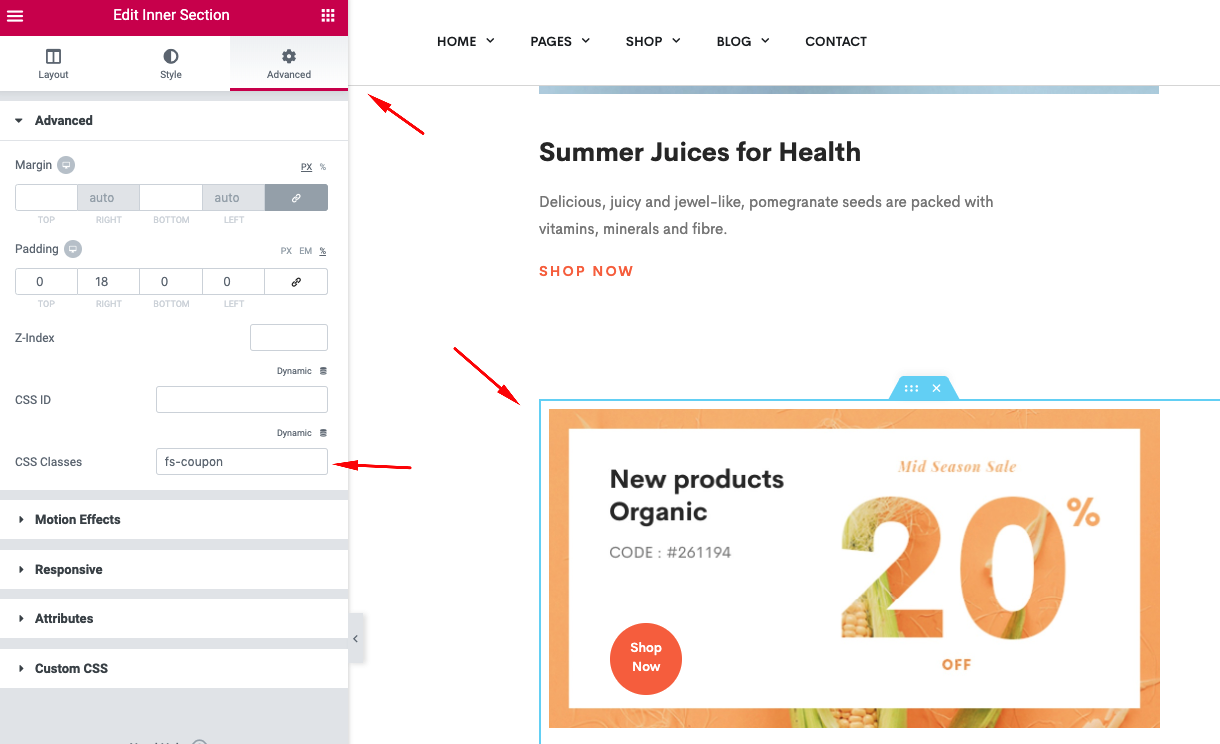 Edit Inner Section
Layout
Style
Advanced
Advanced
Margin
PX %
auto auto
TOP RIGHT BOTTOM LEFT
Padding
PX EM %
0 18 0 0
TOP RIGHT BOTTOM LEFT
Z-Index
Dynamic
CSS ID
Dynamic
CSS Classes
fs-coupon
Motion Effects
Responsive
Attributes
Custom CSS
HOME PAGES SHOP BLOG CONTACT
Summer Juices for Health
Delicious, juicy and jewel-like, pomegranate seeds are packed with
vitamins, minerals and fibre.
SHOP NOW
New products
Organic
CODE : #261194
Shop
Now
Mid Season Sale
20%
OFF